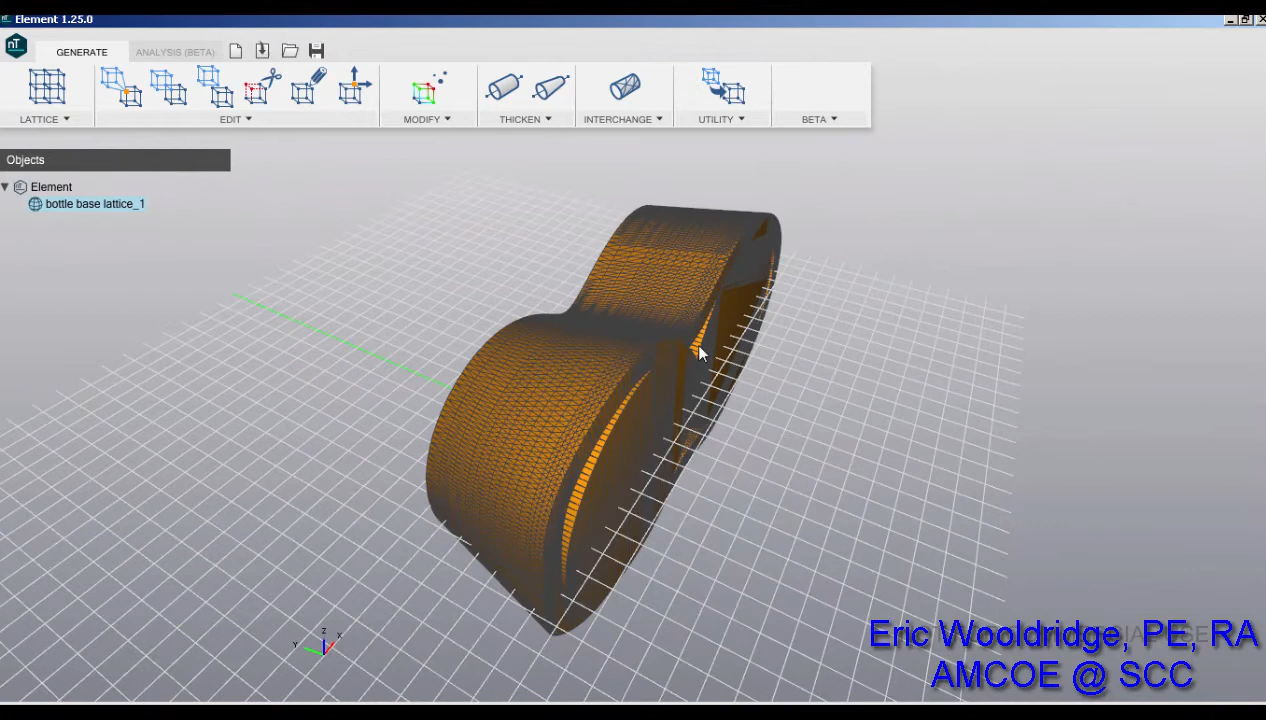 Element 1.25.0
nT
GENERATE
ANALYSIS (BETA)
LATTICE
EDIT
MODIFY
THICKEN
INTERCHANGE
UTILITY
BETA
Objects
Element
bottle base lattice_1
Z
Y
X
Eric Wooldridge, PE, RA
AMCOE @ SCC